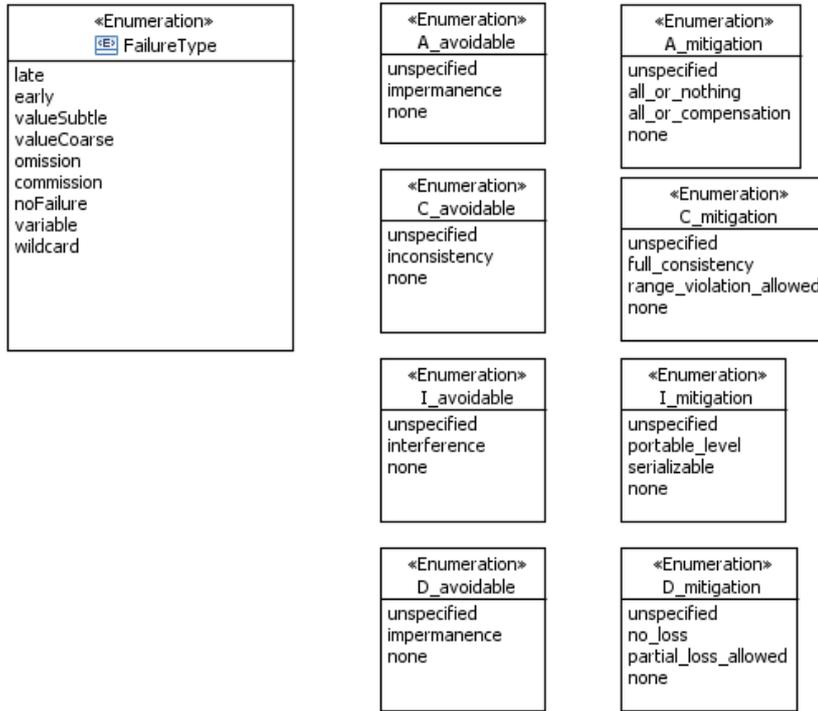 «Enumeration»
FailureType
late
early
valueSubtle
valueCoarse
omission
commission
noFailure
variable
wildcard
«Enumeration»
A_avoidable
unspecified
impermanence
none
«Enumeration»
A_mitigation
unspecified
all_or_nothing
all_or_compensation
none
«Enumeration»
C_avoidable
unspecified
inconsistency
none
«Enumeration»
C_mitigation
unspecified
full_consistency
range_violation_allowed
none
«Enumeration»
I_avoidable
unspecified
interference
none
«Enumeration»
I_mitigation
unspecified
portable_level
serializable
none
«Enumeration»
D_avoidable
unspecified
impermanence
none
«Enumeration»
D_mitigation
unspecified
no_loss
partial_loss_allowed
none